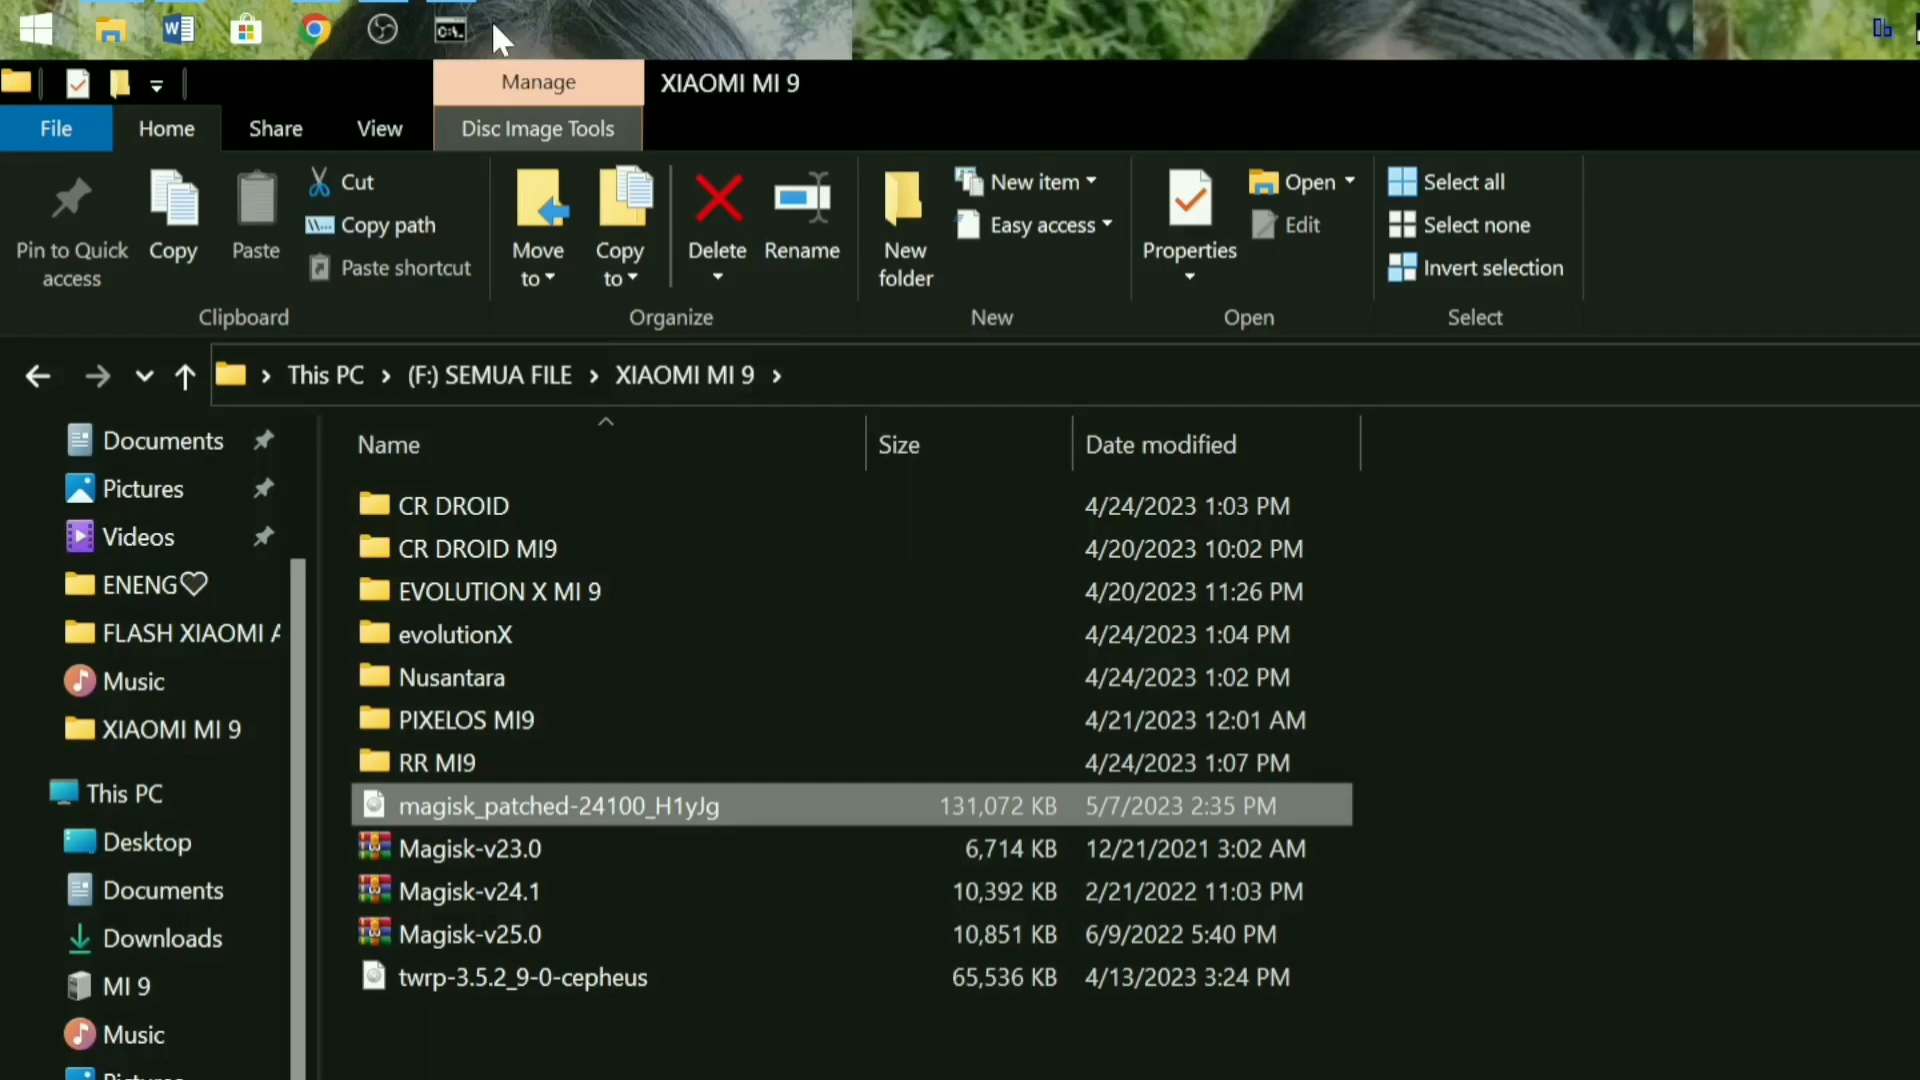 Manage
XIAOMI MI 9
File
Home
Share
View
Disc Image Tools
Pin to Quick
access
Copy
Paste
Cut
Copy path
Paste shortcut
Clipboard
Move
to
Copy
to
Delete
Rename
Organize
New
folder
New item
Easy access
New
Properties
Open
Edit
Open
Select all
Select none
Invert selection
Select
This PC > (F:) SEMUA FILE > XIAOMI MI 9 >
Documents
Pictures
Videos
ENENG♡
FLASH XIAOMI A
Music
XIAOMI MI 9
This PC
Desktop
Documents
Downloads
MI 9
Music
Pictures
Name Size Date modified
CR DROID 4/24/2023 1:03 PM
CR DROID MI9 4/20/2023 10:02 PM
EVOLUTION X MI 9 4/20/2023 11:26 PM
evolutionX 4/24/2023 1:04 PM
Nusantara 4/24/2023 1:02 PM
PIXELOS MI9 4/21/2023 12:01 AM
RR MI9 4/24/2023 1:07 PM
magisk_patched-24100_H1yJg 131,072 KB 5/7/2023 2:35 PM
Magisk-v23.0 6,714 KB 12/21/2021 3:02 AM
Magisk-v24.1 10,392 KB 2/21/2022 11:03 PM
Magisk-v25.0 10,851 KB 6/9/2022 5:40 PM
twrp-3.5.2_9-0-cepheus 65,536 KB 4/13/2023 3:24 PM